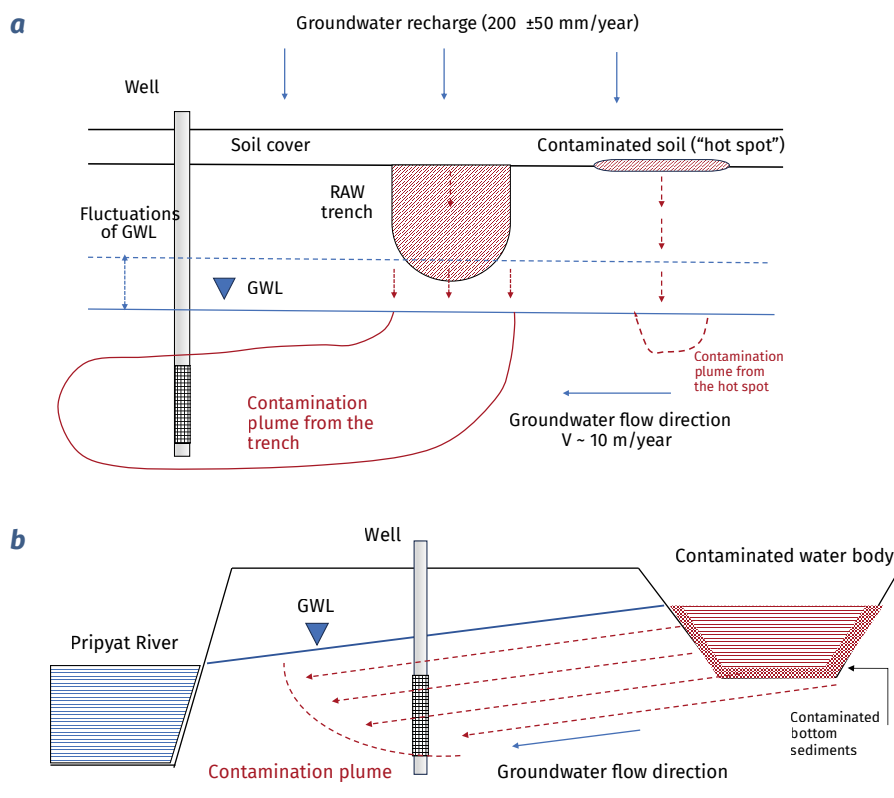 a
Groundwater recharge (200 ±50 mm/year)
Well
Soil cover
Contaminated soil (“hot spot”)
RAW
trench
Fluctuations
of GWL
GWL
Contamination
plume from
the hot spot
Contamination
plume from the
trench
Groundwater flow direction
V ~ 10 m/year
b
Well
Contaminated water body
GWL
Pripyat River
Contaminated
bottom
sediments
Contamination plume
Groundwater flow direction